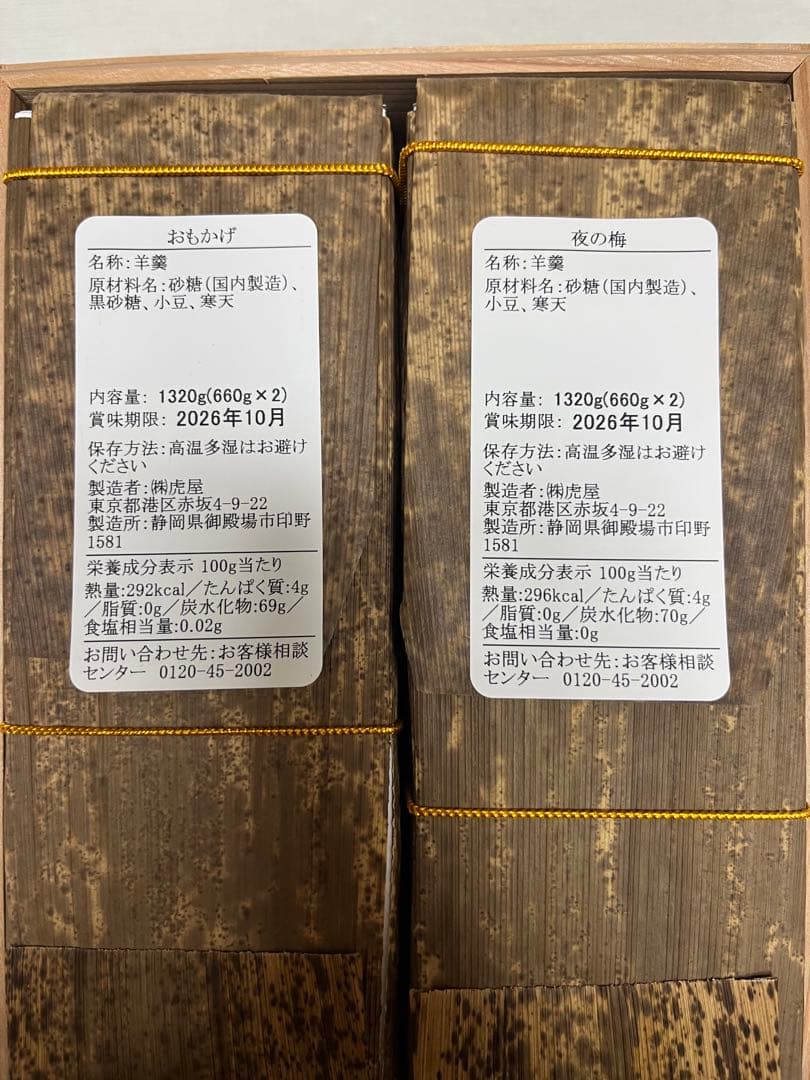 おもかげ
名称:羊羹
原材料名:砂糖(国内製造)、
黒砂糖、小豆、寒天
内容量: 1320g(660g×2)
賞味期限: 2026年10月
保存方法:高温多湿はお避け
ください
製造者:㈱虎屋
東京都港区赤坂4-9-22
製造所:静岡県御殿場市印野
1581
栄養成分表示 100g当たり
熱量:292kcal/たんぱく質:4g
/脂質:0g/炭水化物:69g/
食塩相当量:0.02g
お問い合わせ先:お客様相談
センター 0120-45-2002
夜の梅
名称:羊羹
原材料名:砂糖(国内製造)、
小豆、寒天
内容量: 1320g(660g×2)
賞味期限: 2026年10月
保存方法:高温多湿はお避け
ください
製造者:㈱虎屋
東京都港区赤坂4-9-22
製造所:静岡県御殿場市印野
1581
栄養成分表示 100g当たり
熱量:296kcal/たんぱく質:4g
/脂質:0g/炭水化物:70g/
食塩相当量:0g
お問い合わせ先:お客様相談
センター 0120-45-2002